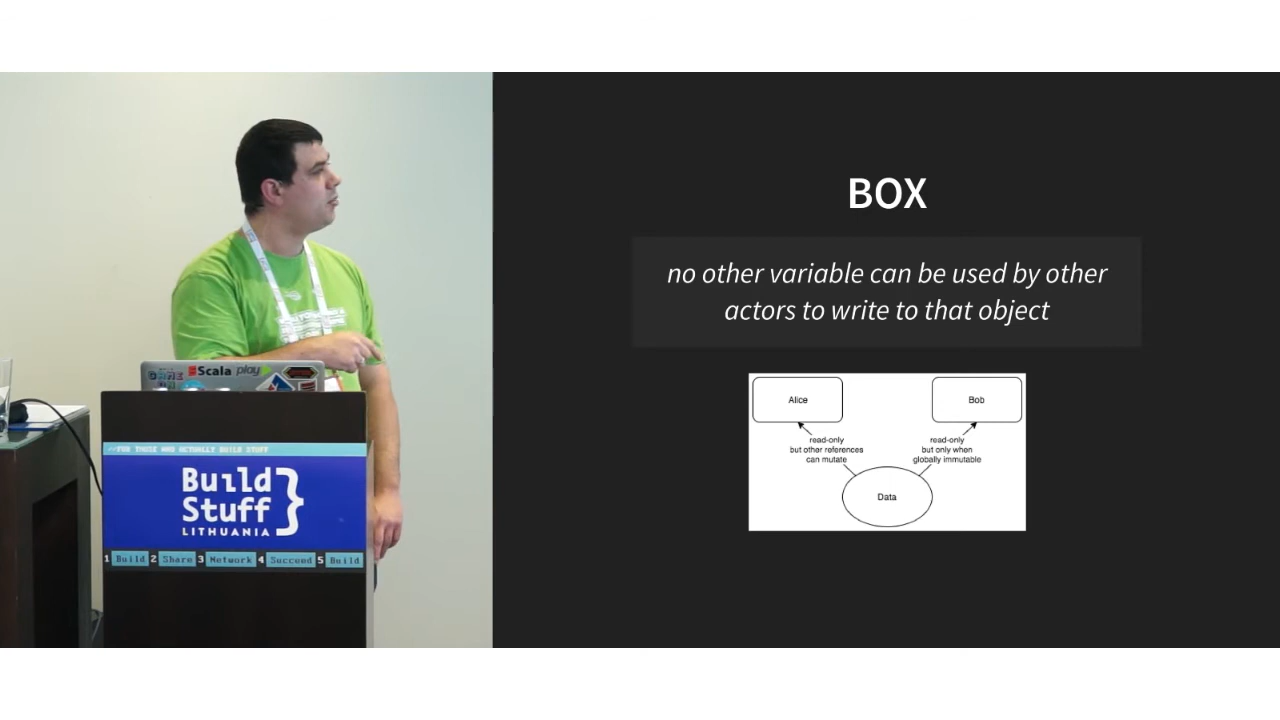 BOX
no other variable can be used by other
actors to write to that object
Alice
Bob
read-only
but other references
can mutate
read-only
but only when
globally immutable
Data
Scala play
Build
Stuff
LITHUANIA
1 Build 2 Share 3 Network 4 Succeed 5 Build